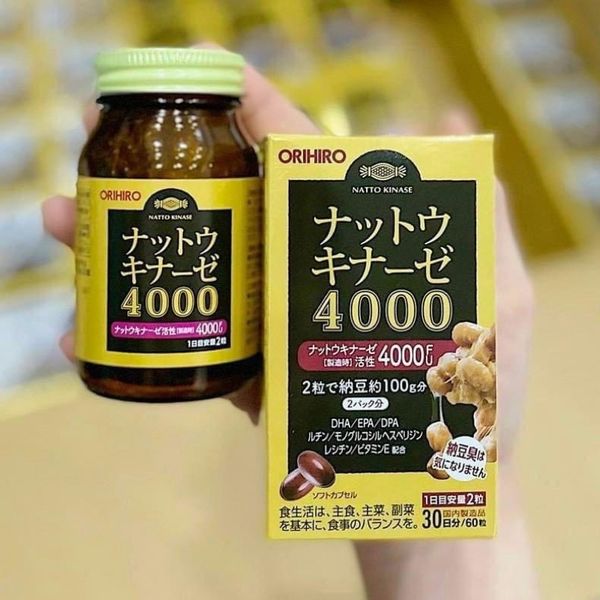 ORIHIRO
NATTO KINASE
ナットウ
キナーゼ
4000
ナットウキナーゼ活性[製造時]4000FU
1日目安量2粒
ORIHIRO
NATTO KINASE
ナットウ
キナーゼ
4000
ナットウキナーゼ
[製造時]活性 4000FU
2粒で納豆約100g分
(2パック分)
DHA/EPA/DPA
ルチン/モノグルコシルヘスペリジン
レシチン/ビタミンE 配合
納豆臭は
気になりません
ソフトカプセル
1日目安量2粒
食生活は、主食、主菜、副菜
を基本に、食事のバランスを。
国内製造品
30日分/60粒